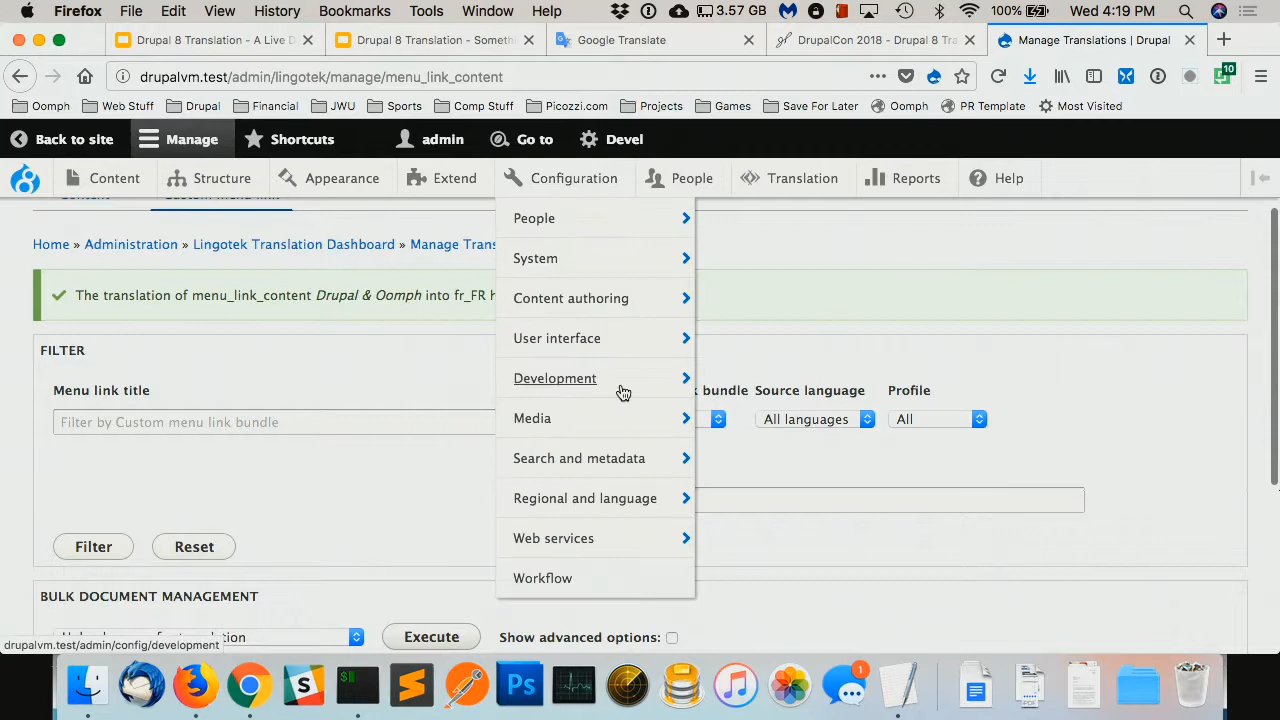 Firefox File Edit View History Bookmarks Tools Window Help 3.57 GB 100% Wed 4:19 PM
Drupal 8 Translation - A Live D
Drupal 8 Translation - Someth
Google Translate
DrupalCon 2018 - Drupal 8 Tra
Manage Translations | Drupal
drupalvm.test/admin/lingotek/manage/menu_link_content
10
Oomph Web Stuff Drupal Financial JWU Sports Comp Stuff Picozzi.com Projects Games Save For Later Oomph PR Template Most Visited
Back to site Manage Shortcuts admin Go to Devel
Content Structure Appearance Extend Configuration People Translation Reports Help
Home » Administration » Lingotek Translation Dashboard » Manage Trans
The translation of menu_link_content Drupal & Oomph into fr_FR h
FILTER
Menu link title
k bundle
Source language
Profile
Filter by Custom menu link bundle
All languages
All
Filter
Reset
People
System
Content authoring
User interface
Development
Media
Search and metadata
Regional and language
Web services
Workflow
BULK DOCUMENT MANAGEMENT
Execute
Show advanced options:
drupalvm.test/admin/config/development
Ps
1